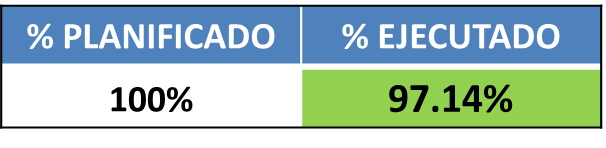 % PLANIFICADO % EJECUTADO
100% 97.14%